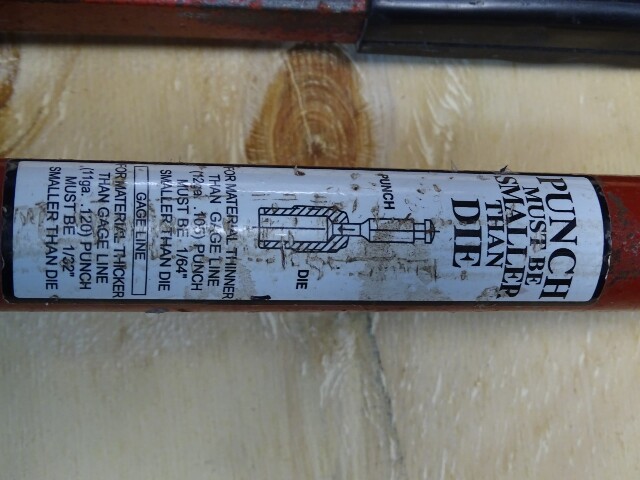 PUNCH
MUST BE
SMALLER
THAN
DIE
PUNCH
DIE
FOR MATERIAL THINNER
THAN GAGE LINE
(12ga. .105) PUNCH
MUST BE 1/64"
SMALLER THAN DIE
GAGE LINE
FOR MATERIAL THICKER
THAN GAGE LINE
(11ga. .120) PUNCH
MUST BE 1/32"
SMALLER THAN DIE